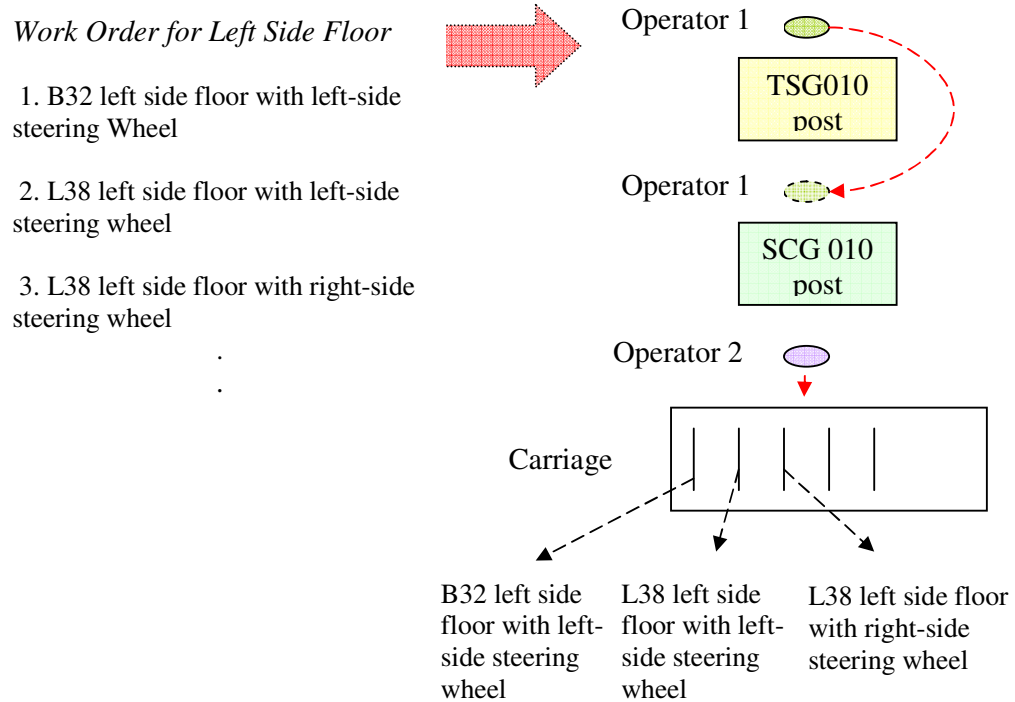 Work Order for Left Side Floor
1. B32 left side floor with left-side
steering Wheel
2. L38 left side floor with left-side
steering wheel
3. L38 left side floor with right-side
steering wheel
.
.
Operator 1
TSG010
post
Operator 1
SCG 010
post
Operator 2
Carriage
B32 left side
floor with left-
side steering
wheel
L38 left side
floor with left-
side steering
wheel
L38 left side floor
with right-side
steering wheel